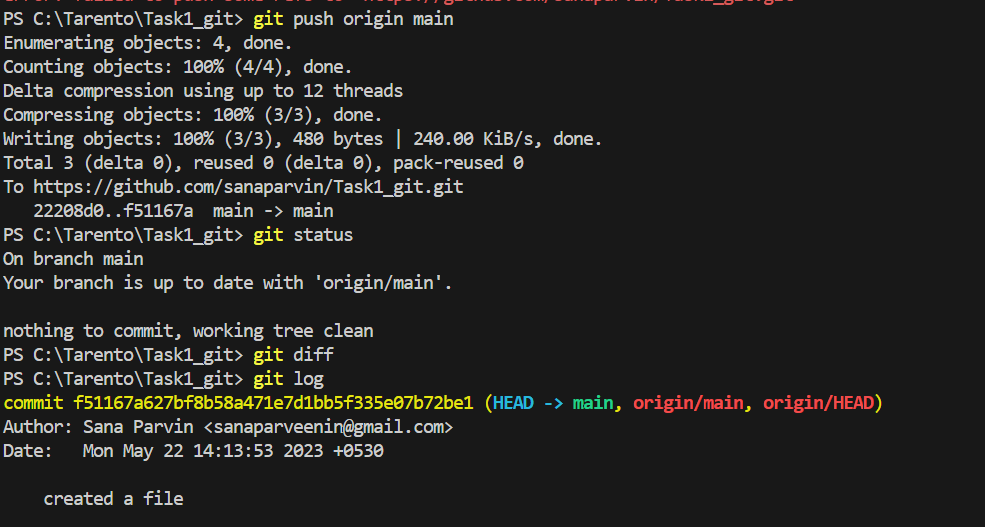 PS C:\Tarento\Task1_git> git push origin main
Enumerating objects: 4, done.
Counting objects: 100% (4/4), done.
Delta compression using up to 12 threads
Compressing objects: 100% (3/3), done.
Writing objects: 100% (3/3), 480 bytes | 240.00 KiB/s, done.
Total 3 (delta 0), reused 0 (delta 0), pack-reused 0
To https://github.com/sanaparvin/Task1_git.git
   22208d0..f51167a  main -> main
PS C:\Tarento\Task1_git> git status
On branch main
Your branch is up to date with 'origin/main'.

nothing to commit, working tree clean
PS C:\Tarento\Task1_git> git diff
PS C:\Tarento\Task1_git> git log
commit f51167a627bf8b58a471e7d1bb5f335e07b72be1 (HEAD -> main, origin/main, origin/HEAD)
Author: Sana Parvin <sanaparveenin@gmail.com>
Date:   Mon May 22 14:13:53 2023 +0530

    created a file